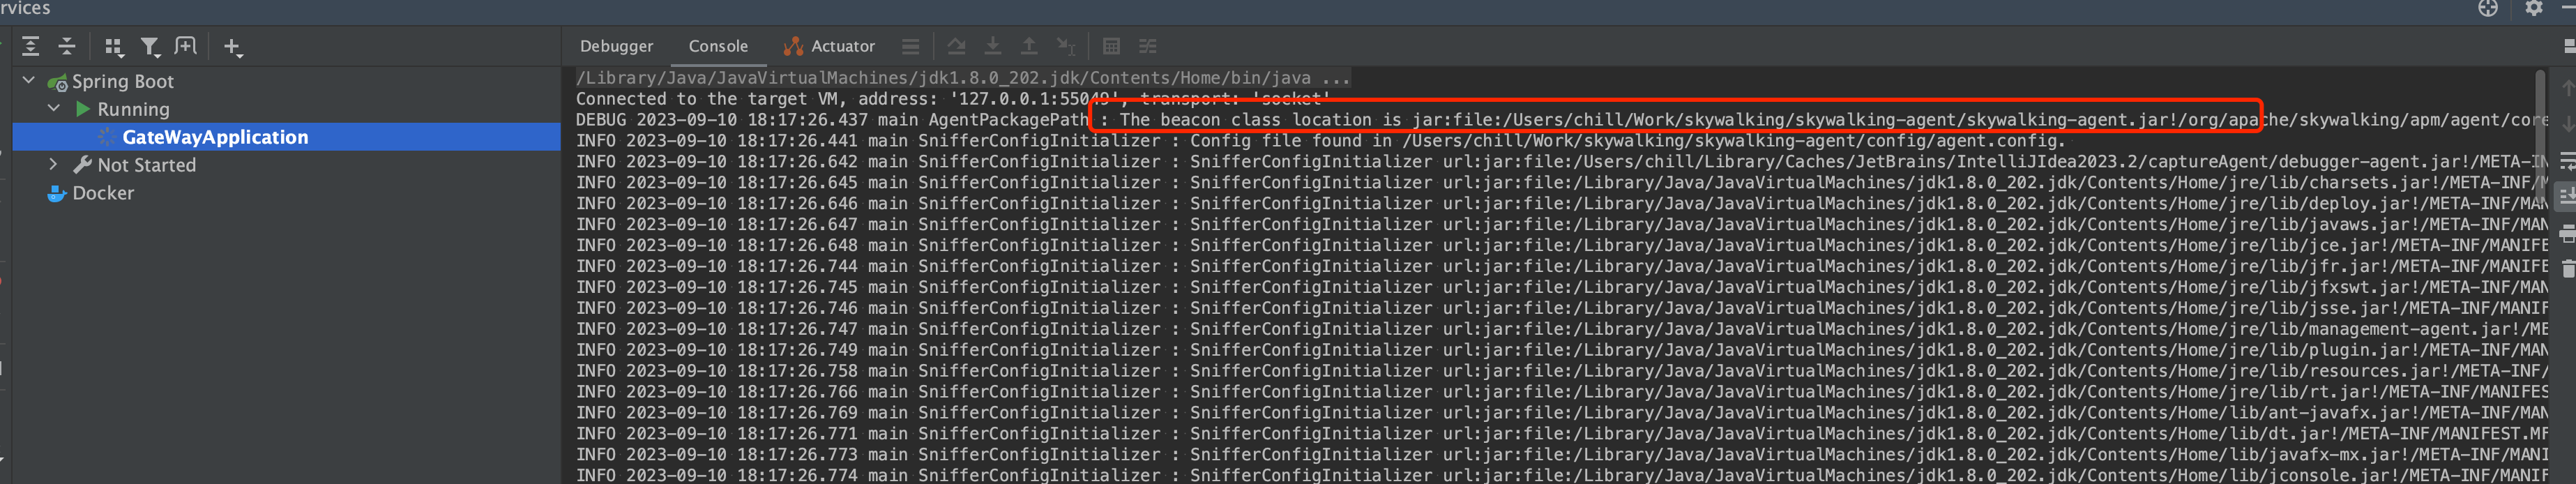 rvices
Debugger
Console
Actuator
Spring Boot
Running
GateWayApplication
Not Started
Docker
/Library/Java/JavaVirtualMachines/jdk1.8.0_202.jdk/Contents/Home/bin/java ...
Connected to the target VM, address: '127.0.0.1:55049', transport: 'socket'
DEBUG 2023-09-10 18:17:26.437 main AgentPackagePath : The beacon class location is jar:file:/Users/chill/Work/skywalking/skywalking-agent/skywalking-agent.jar!/org/apache/skywalking/apm/agent/core
INFO 2023-09-10 18:17:26.441 main SnifferConfigInitializer : Config file found in /Users/chill/Work/skywalking/skywalking-agent/config/agent.config.
INFO 2023-09-10 18:17:26.642 main SnifferConfigInitializer : SnifferConfigInitializer url:jar:file:/Users/chill/Library/Caches/JetBrains/IntelliJIdea2023.2/captureAgent/debugger-agent.jar!/META-IN
INFO 2023-09-10 18:17:26.645 main SnifferConfigInitializer : SnifferConfigInitializer url:jar:file:/Library/Java/JavaVirtualMachines/jdk1.8.0_202.jdk/Contents/Home/jre/lib/charsets.jar!/META-INF/M
INFO 2023-09-10 18:17:26.646 main SnifferConfigInitializer : SnifferConfigInitializer url:jar:file:/Library/Java/JavaVirtualMachines/jdk1.8.0_202.jdk/Contents/Home/jre/lib/deploy.jar!/META-INF/MAN
INFO 2023-09-10 18:17:26.647 main SnifferConfigInitializer : SnifferConfigInitializer url:jar:file:/Library/Java/JavaVirtualMachines/jdk1.8.0_202.jdk/Contents/Home/jre/lib/javaws.jar!/META-INF/MAN
INFO 2023-09-10 18:17:26.648 main SnifferConfigInitializer : SnifferConfigInitializer url:jar:file:/Library/Java/JavaVirtualMachines/jdk1.8.0_202.jdk/Contents/Home/jre/lib/jce.jar!/META-INF/MANIFE
INFO 2023-09-10 18:17:26.744 main SnifferConfigInitializer : SnifferConfigInitializer url:jar:file:/Library/Java/JavaVirtualMachines/jdk1.8.0_202.jdk/Contents/Home/jre/lib/jfr.jar!/META-INF/MANIFE
INFO 2023-09-10 18:17:26.745 main SnifferConfigInitializer : SnifferConfigInitializer url:jar:file:/Library/Java/JavaVirtualMachines/jdk1.8.0_202.jdk/Contents/Home/jre/lib/jfxswt.jar!/META-INF/MAN
INFO 2023-09-10 18:17:26.746 main SnifferConfigInitializer : SnifferConfigInitializer url:jar:file:/Library/Java/JavaVirtualMachines/jdk1.8.0_202.jdk/Contents/Home/jre/lib/jsse.jar!/META-INF/MANIF
INFO 2023-09-10 18:17:26.747 main SnifferConfigInitializer : SnifferConfigInitializer url:jar:file:/Library/Java/JavaVirtualMachines/jdk1.8.0_202.jdk/Contents/Home/jre/lib/management-agent.jar!/ME
INFO 2023-09-10 18:17:26.749 main SnifferConfigInitializer : SnifferConfigInitializer url:jar:file:/Library/Java/JavaVirtualMachines/jdk1.8.0_202.jdk/Contents/Home/jre/lib/plugin.jar!/META-INF/MAN
INFO 2023-09-10 18:17:26.758 main SnifferConfigInitializer : SnifferConfigInitializer url:jar:file:/Library/Java/JavaVirtualMachines/jdk1.8.0_202.jdk/Contents/Home/jre/lib/resources.jar!/META-INF/
INFO 2023-09-10 18:17:26.766 main SnifferConfigInitializer : SnifferConfigInitializer url:jar:file:/Library/Java/JavaVirtualMachines/jdk1.8.0_202.jdk/Contents/Home/jre/lib/rt.jar!/META-INF/MANIFES
INFO 2023-09-10 18:17:26.769 main SnifferConfigInitializer : SnifferConfigInitializer url:jar:file:/Library/Java/JavaVirtualMachines/jdk1.8.0_202.jdk/Contents/Home/lib/ant-javafx.jar!/META-INF/MAN
INFO 2023-09-10 18:17:26.771 main SnifferConfigInitializer : SnifferConfigInitializer url:jar:file:/Library/Java/JavaVirtualMachines/jdk1.8.0_202.jdk/Contents/Home/lib/dt.jar!/META-INF/MANIFEST.MF
INFO 2023-09-10 18:17:26.773 main SnifferConfigInitializer : SnifferConfigInitializer url:jar:file:/Library/Java/JavaVirtualMachines/jdk1.8.0_202.jdk/Contents/Home/lib/javafx-mx.jar!/META-INF/MANI
INFO 2023-09-10 18:17:26.774 main SnifferConfigInitializer : SnifferConfigInitializer url:jar:file:/Library/Java/JavaVirtualMachines/jdk1.8.0_202.jdk/Contents/Home/lib/jconsole.jar!/META-INF/MANIF